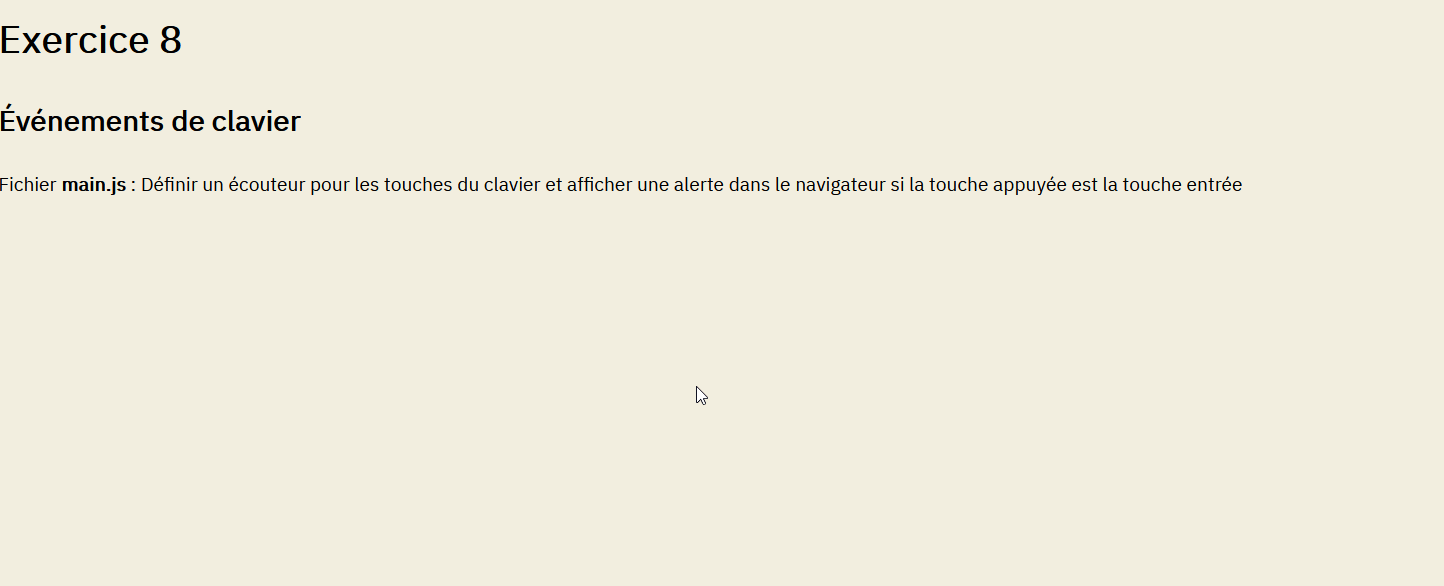 Exercice 8
Événements de clavier
Fichier main.js : Définir un écouteur pour les touches du clavier et afficher une alerte dans le navigateur si la touche appuyée est la touche entrée